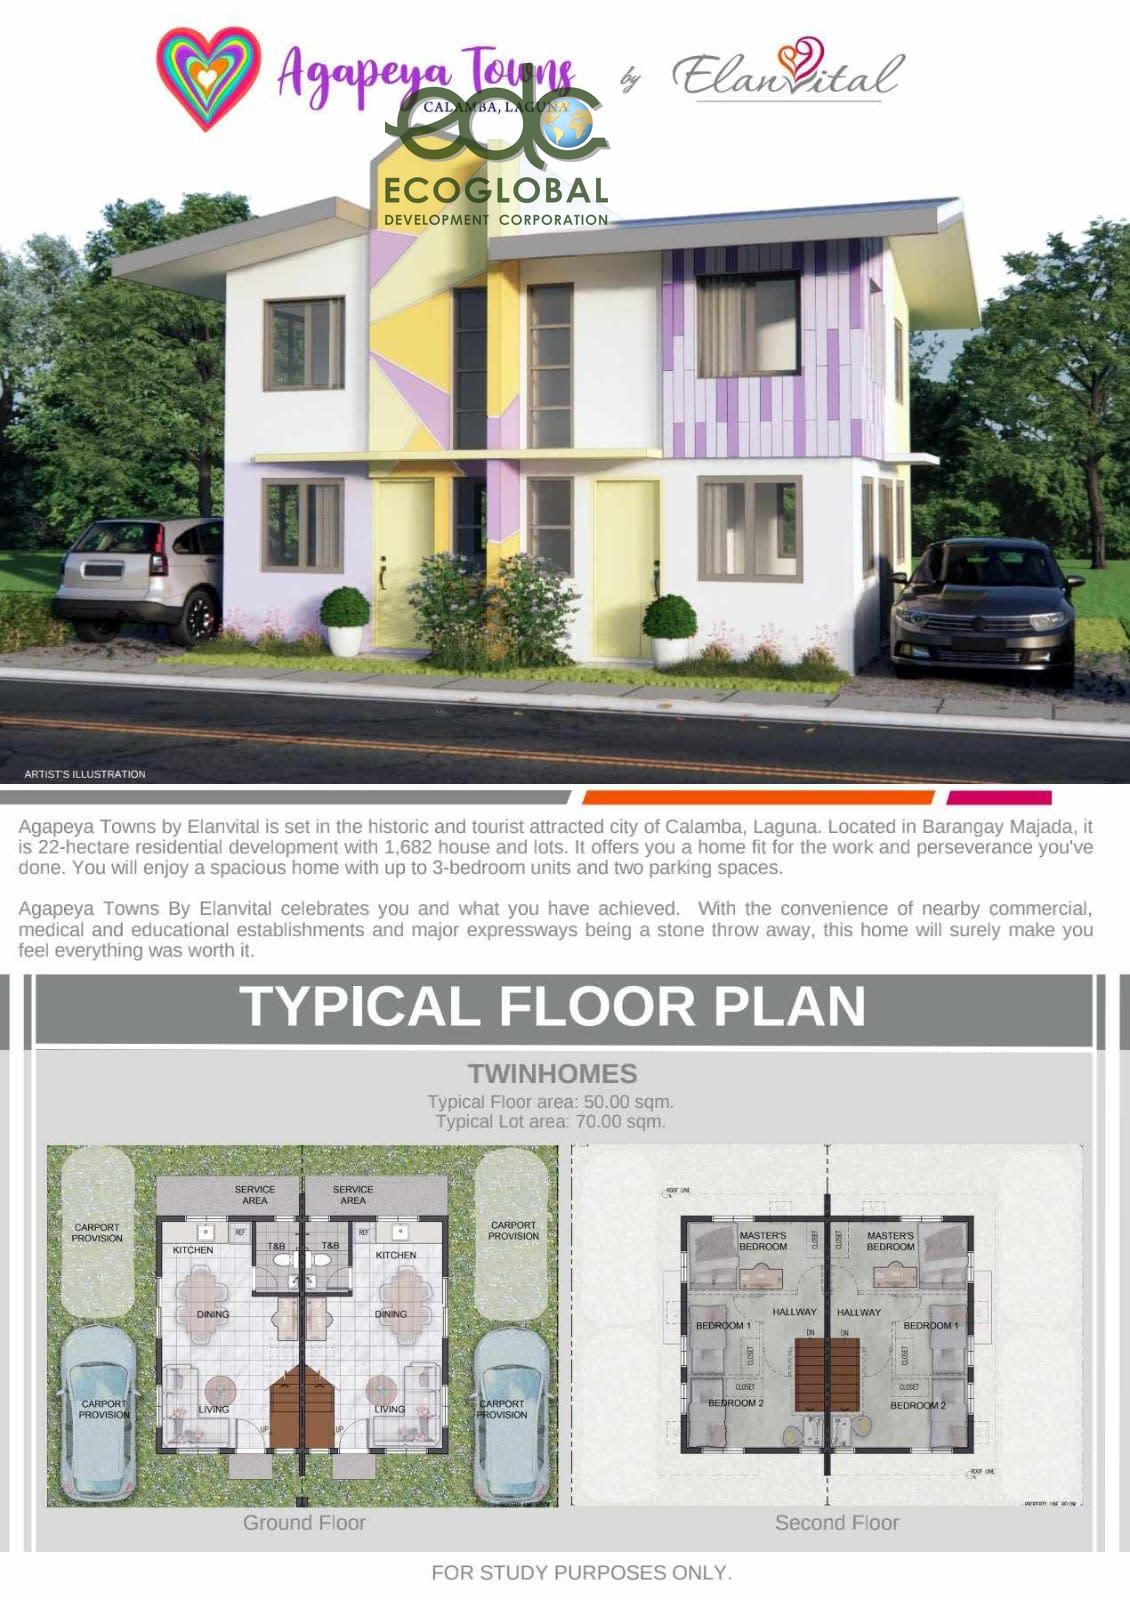 Agapeya Towns by ElanVital
CALAMBA, LAGUNA
edc
ECOGLOBAL
DEVELOPMENT CORPORATION
ARTIST'S ILLUSTRATION
Agapeya Towns by Elanvital is set in the historic and tourist attracted city of Calamba, Laguna. Located in Barangay Majada, it
is 22-hectare residential development with 1,682 house and lots. It offers you a home fit for the work and perseverance you've
done. You will enjoy a spacious home with up to 3-bedroom units and two parking spaces.
Agapeya Towns By Elanvital celebrates you and what you have achieved. With the convenience of nearby commercial,
medical and educational establishments and major expressways being a stone throw away, this home will surely make you
feel everything was worth it.
TYPICAL FLOOR PLAN
TWINHOMES
Typical Floor area: 50.00 sqm.
Typical Lot area: 70.00 sqm.
SERVICE
AREA
SERVICE
AREA
CARPORT
PROVISION
KITCHEN
REF
T&B
T&B
REF
KITCHEN
CARPORT
PROVISION
DINING
DINING
CARPORT
PROVISION
LIVING
UP
UP
LIVING
CARPORT
PROVISION
ROOF LINE
MASTER'S
BEDROOM
CLOSET
CLOSET
MASTER'S
BEDROOM
HALLWAY
HALLWAY
BEDROOM 1
DN
DN
BEDROOM 1
CLOSET
CLOSET
CLOSET
CLOSET
BEDROOM 2
BEDROOM 2
ROOF LINE
PROPERTY LINE BELOW
Ground Floor
Second Floor
FOR STUDY PURPOSES ONLY.